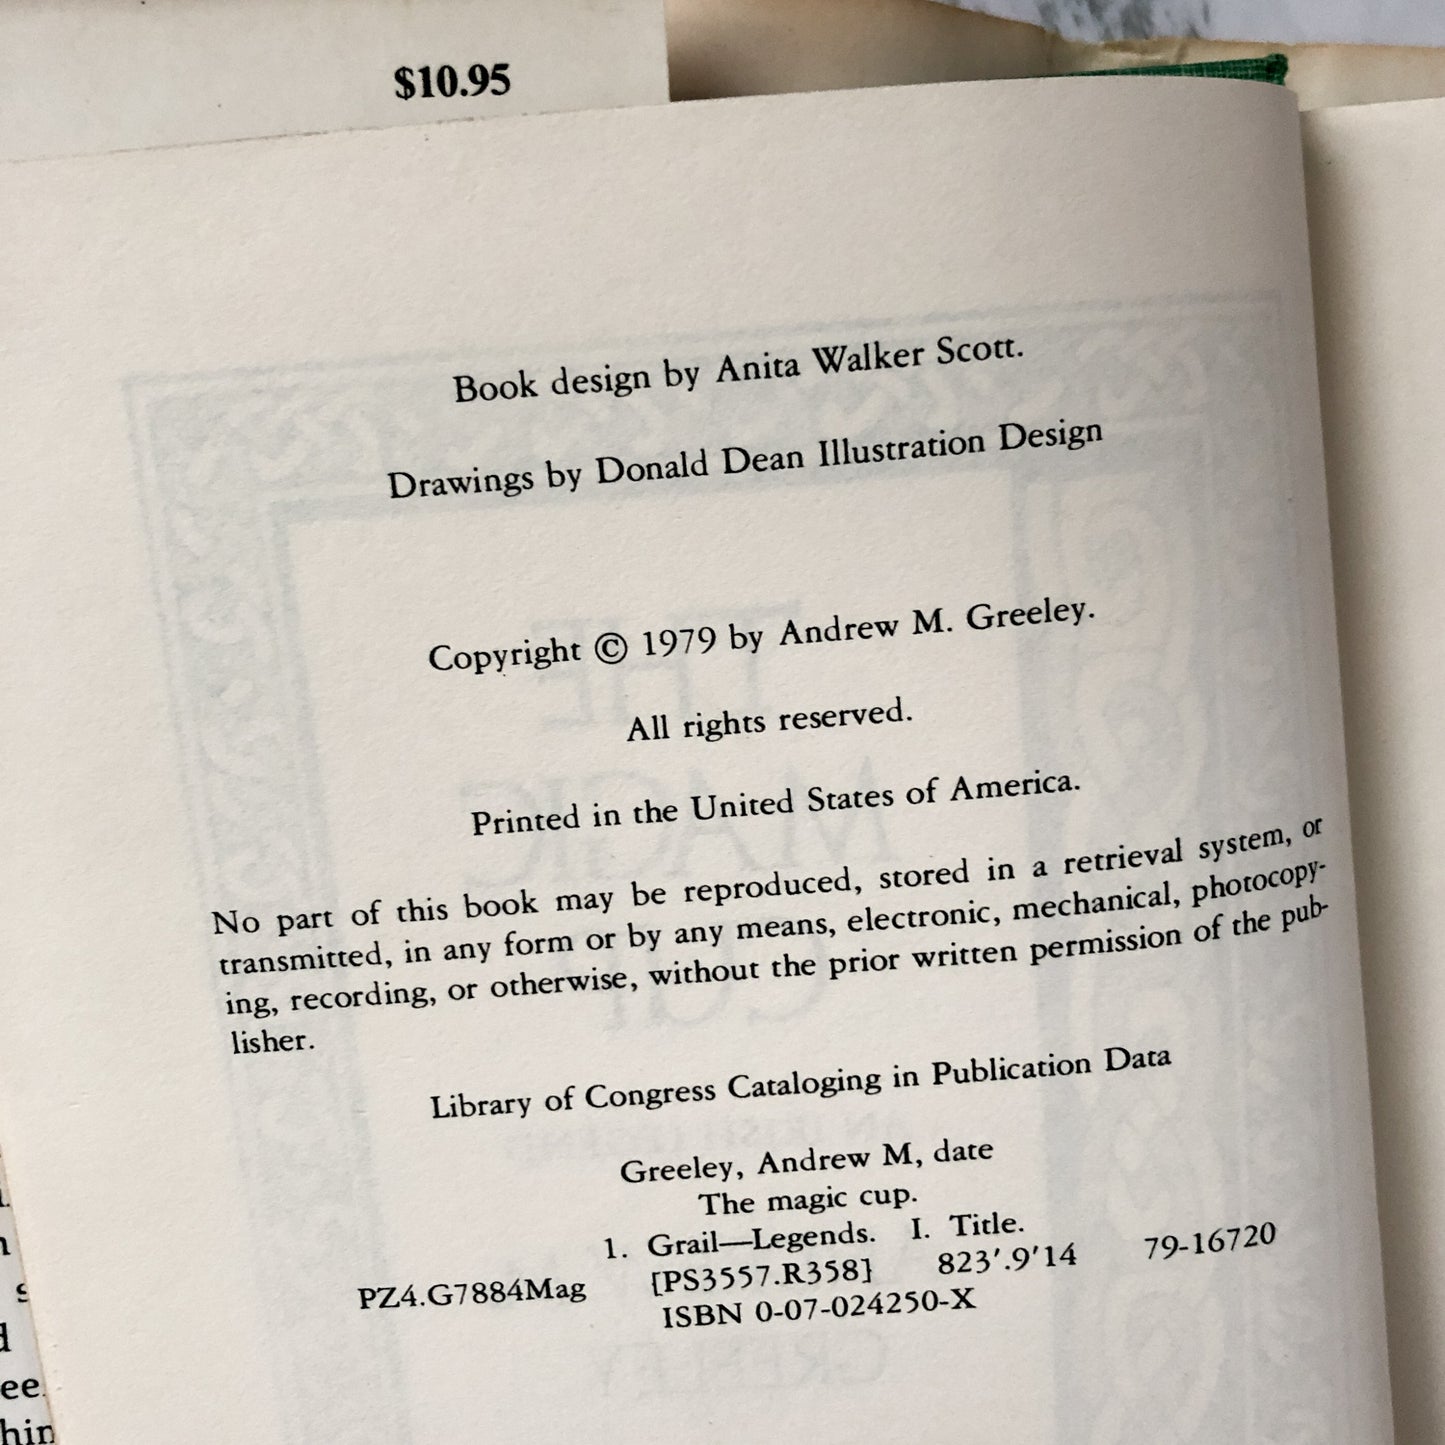 $10.95
Book design by Anita Walker Scott.
Drawings by Donald Dean Illustration Design
Copyright © 1979 by Andrew M. Greeley.
All rights reserved.
Printed in the United States of America.
No part of this book may be reproduced, stored in a retrieval system, or
transmitted, in any form or by any means, electronic, mechanical, photocopy-
ing, recording, or otherwise, without the prior written permission of the pub-
lisher.
Library of Congress Cataloging in Publication Data
Greeley, Andrew M, date
The magic cup.
1. Grail—Legends. I. Title.
PZ4.G7884Mag [PS3557.R358] 823'.9'14 79-16720
ISBN 0-07-024250-X